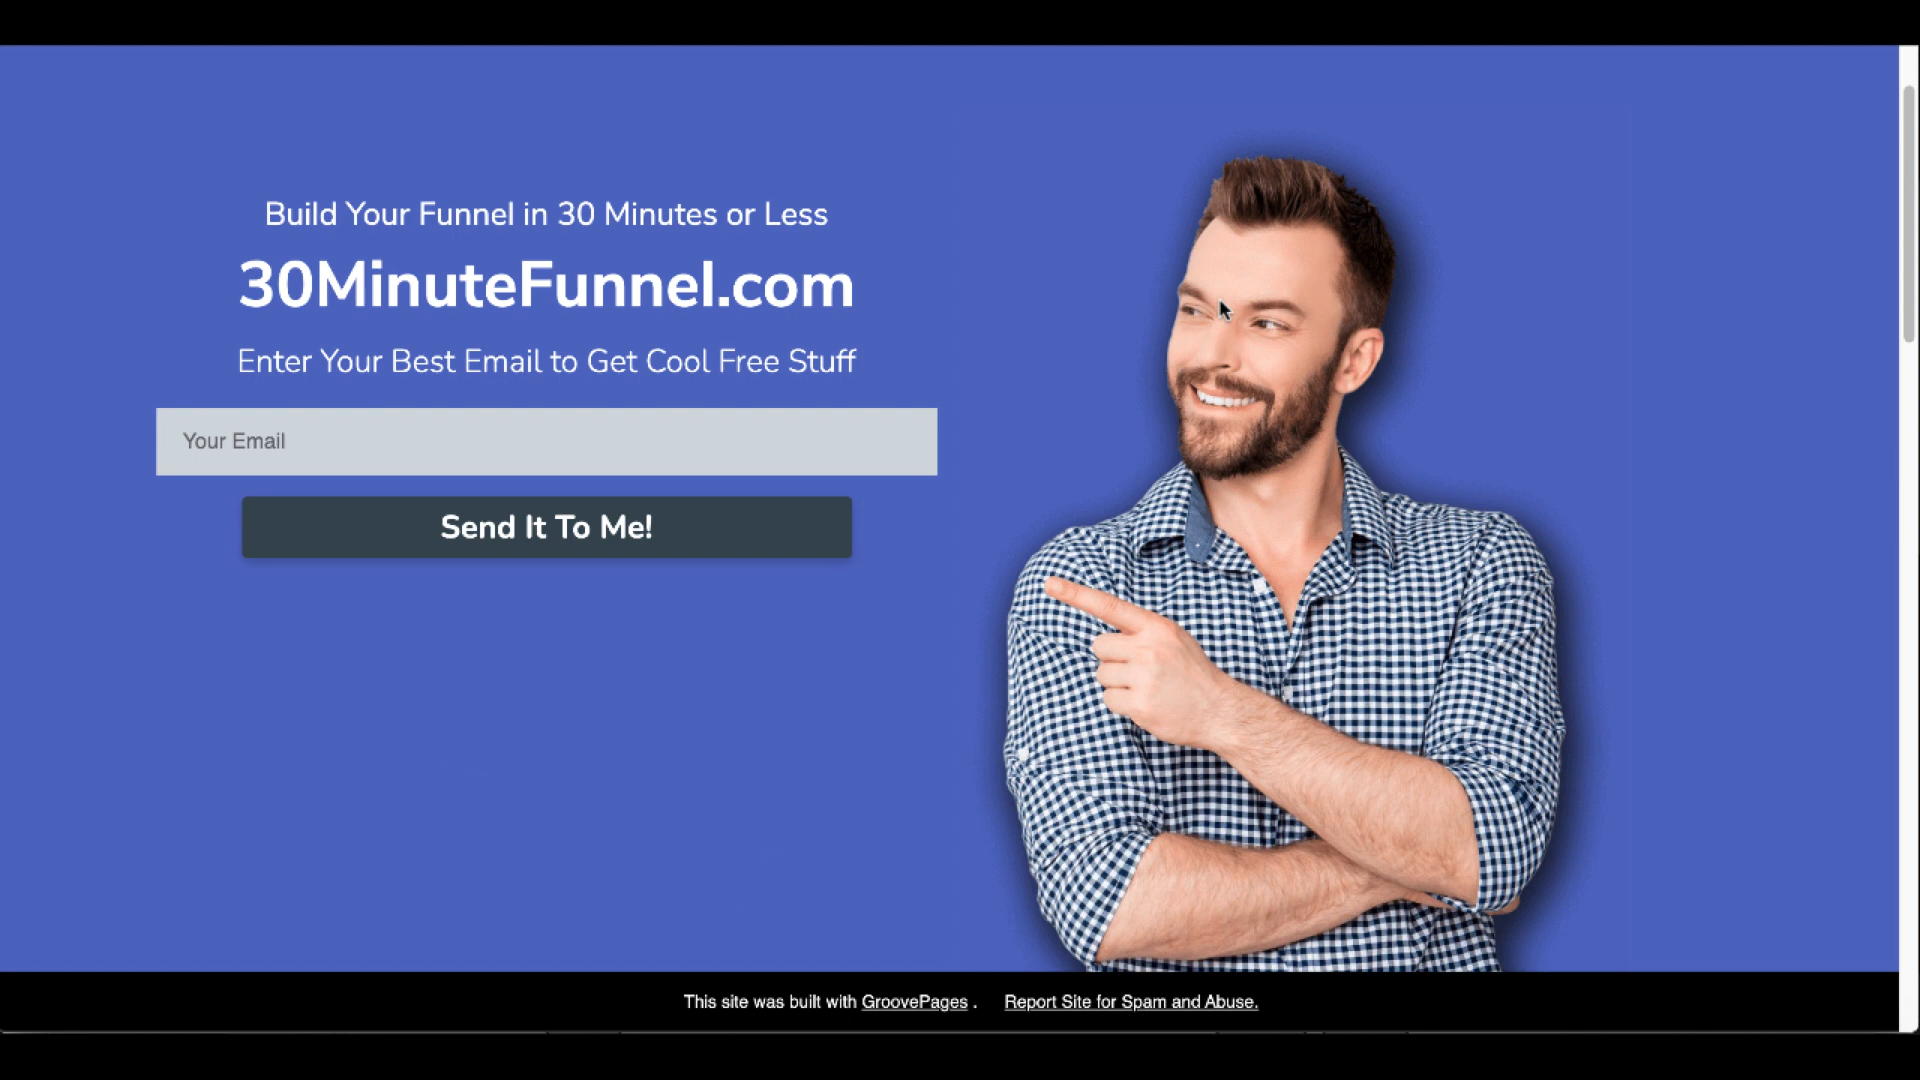 Build Your Funnel in 30 Minutes or Less
30MinuteFunnel.com
Enter Your Best Email to Get Cool Free Stuff
Your Email
Send It To Me!
This site was built with GroovePages . Report Site for Spam and Abuse.